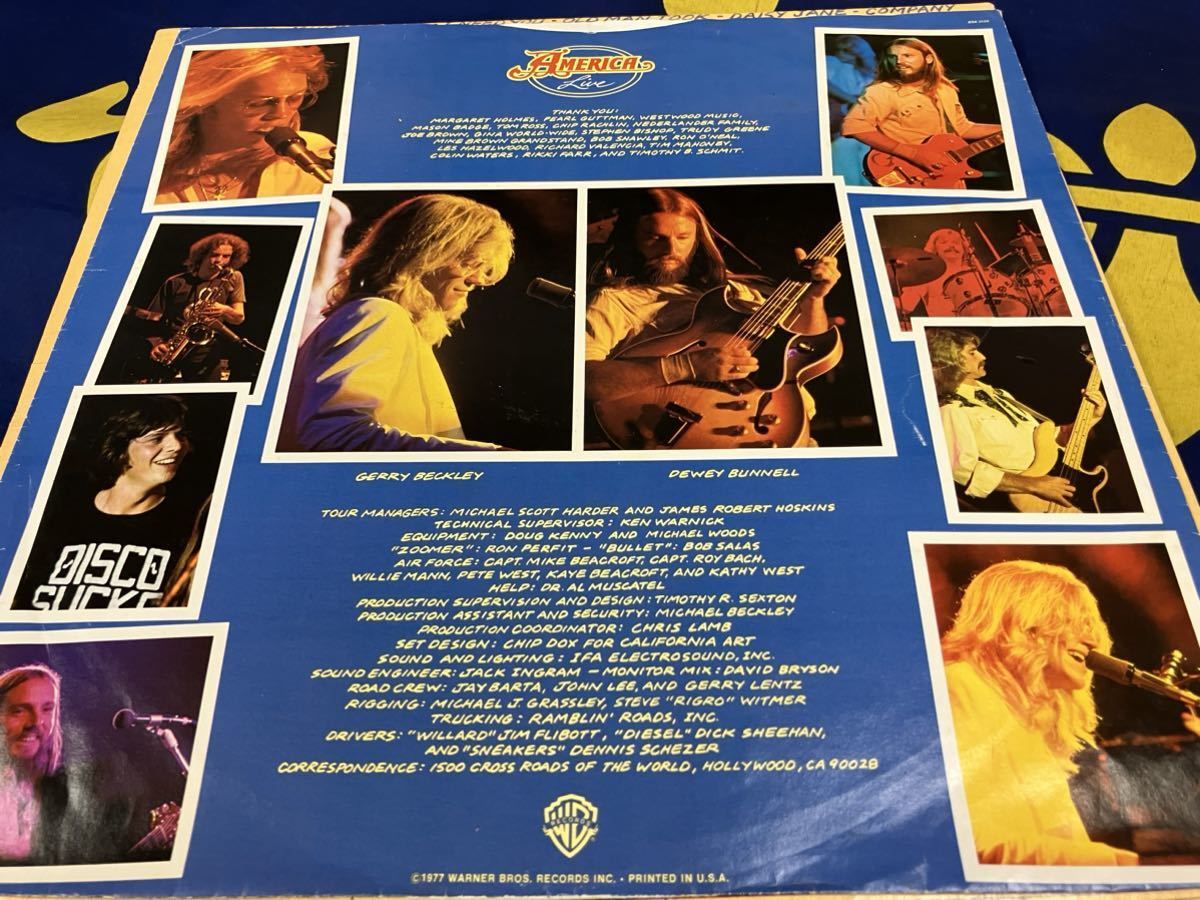 NEED YOU · OLD MAN TOOK · DAISY JANE · COMPANY
AMERICA
Live
THANK YOU:
MARGARET HOLMES, PEARL GUTTMAN, WESTWOOD MUSIC,
MASON BADGE, TOM ROSS, CHIP RACHLIN, NEDERLANDER FAMILY,
JOE BROWN, GINA WORLD-WIDE, STEPHEN BISHOP, TRUDY GREENE
MIKE BROWN GRANDSTAND, BOB SHAWLEY, RON O'NEAL,
LES HAZELWOOD, RICHARD VALENCIA, TIM MAHONEY,
COLIN WATERS, RIKKI FARR, AND TIMOTHY B. SCHMIT.
GERRY BECKLEY
DEWEY BUNNELL
TOUR MANAGERS: MICHAEL SCOTT HARDER AND JAMES ROBERT HOSKINS
TECHNICAL SUPERVISOR: KEN WARNICK
EQUIPMENT: DOUG KENNY AND MICHAEL WOODS
"ZOOMER": RON PERFIT — "BULLET": BOB SALAS
AIR FORCE: CAPT. MIKE BEACROFT, CAPT. ROY BACH,
WILLIE MANN, PETE WEST, KAYE BEACROFT, AND KATHY WEST
HELP: DR. AL MUSCATEL
PRODUCTION SUPERVISION AND DESIGN: TIMOTHY R. SEXTON
PRODUCTION ASSISTANT AND SECURITY: MICHAEL BECKLEY
PRODUCTION COORDINATOR: CHRIS LAMB
SET DESIGN: CHIP DOX FOR CALIFORNIA ART
SOUND AND LIGHTING: IFA ELECTROSOUND, INC.
SOUND ENGINEER: JACK INGRAM — MONITOR MIX: DAVID BRYSON
ROAD CREW: JAY BARTA, JOHN LEE, AND GERRY LENTZ
RIGGING: MICHAEL J. GRASSLEY, STEVE "RIGRO" WITMER
TRUCKING: RAMBLIN' ROADS, INC.
DRIVERS: "WILLARD" JIM FLIBOTT, "DIESEL" DICK SHEEHAN,
AND "SNEAKERS" DENNIS SCHEZER
CORRESPONDENCE: 1500 CROSS ROADS OF THE WORLD, HOLLYWOOD, CA 90028
DISCO
SUCKS
WB
RECORDS
©1977 WARNER BROS. RECORDS INC. · PRINTED IN U.S.A.